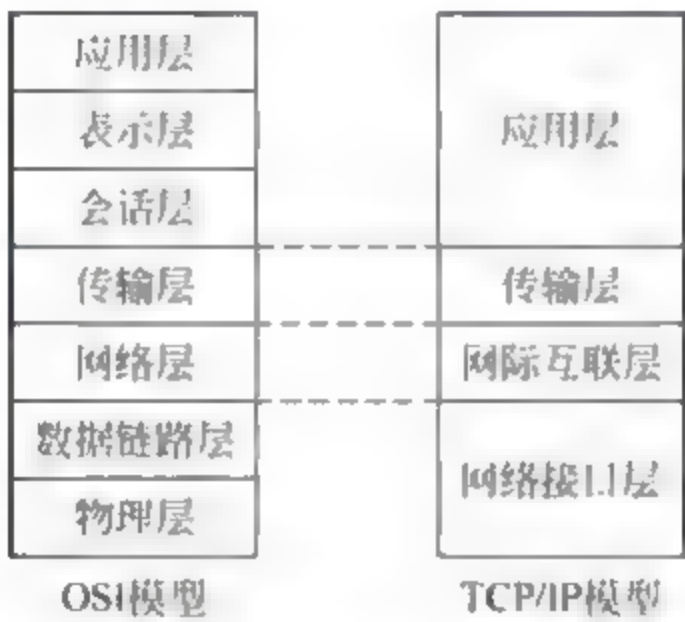 应用层
表示层
会话层
传输层
网络层
数据链路层
物理层
OSI模型
应用层
传输层
网际互联层
网络接口层
TCP/IP模型